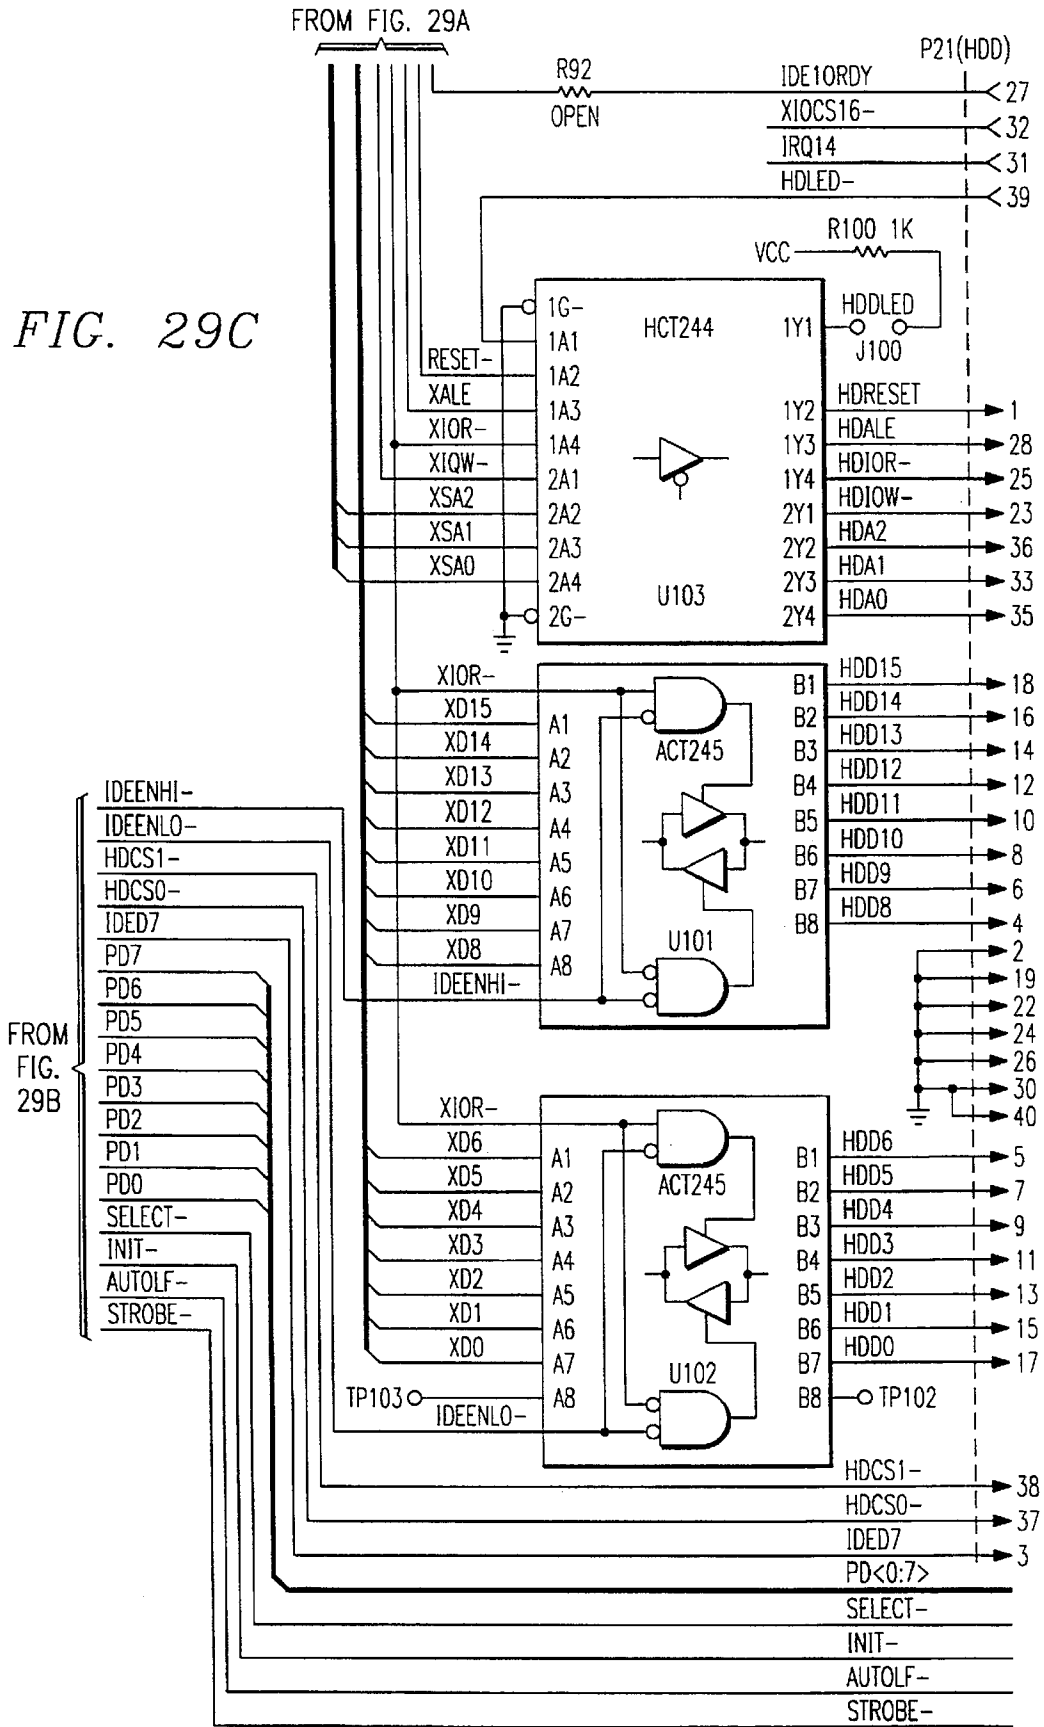 FROM FIG. 29A
P21(HDD)
R92
OPEN
IDE10RDY
27
XIOCS16-
32
IRQ14
31
HDLED-
39
R100 1K
VCC
FIG. 29C
HCT244
HDDLED
J100
1G-
1A1
1Y1
RESET-
1A2
XALE
1A3
1Y2
HDRESET
1
XIOR-
1A4
1Y3
HDALE
28
XIQW-
2A1
1Y4
HDIOR-
25
XSA2
2A2
2Y1
HDIOW-
23
XSA1
2A3
2Y2
HDA2
36
XSA0
2A4
2Y3
HDA1
33
2G-
U103
2Y4
HDA0
35
XIOR-
B1
HDD15
18
XD15
A1
B2
HDD14
16
XD14
A2
ACT245
B3
HDD13
14
XD13
A3
B4
HDD12
12
XD12
A4
B5
HDD11
10
XD11
A5
B6
HDD10
8
XD10
A6
B7
HDD9
6
XD9
A7
B8
HDD8
4
XD8
A8
U101
IDEENHI-
2
19
22
24
26
30
40
FROM
FIG.
29B
IDEENHI-
IDEENLO-
HDCS1-
HDCS0-
IDED7
PD7
PD6
PD5
PD4
PD3
PD2
PD1
PD0
SELECT-
INIT-
AUTOLF-
STROBE-
XIOR-
XD6
A1
ACT245
B1
HDD6
5
XD5
A2
B2
HDD5
7
XD4
A3
B3
HDD4
9
XD3
A4
B4
HDD3
11
XD2
A5
B5
HDD2
13
XD1
A6
B6
HDD1
15
XD0
A7
U102
B7
HDD0
17
TP103
A8
B8
TP102
IDEENLO-
HDCS1-
38
HDCS0-
37
IDED7
3
PD<0:7>
SELECT-
INIT-
AUTOLF-
STROBE-